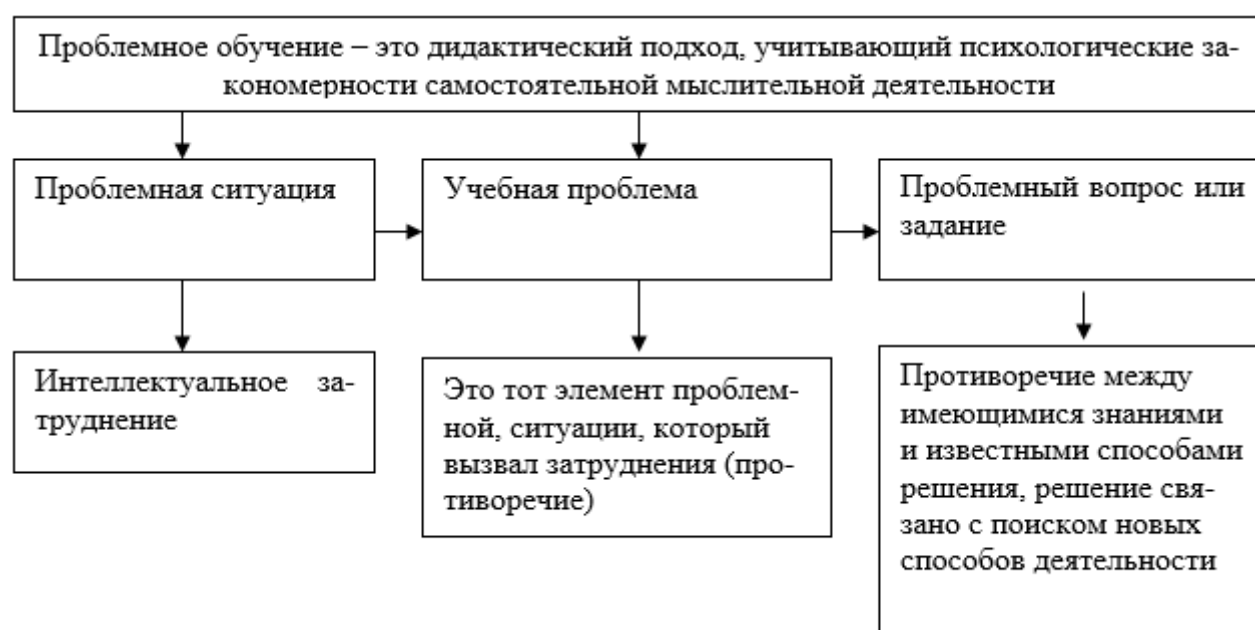 Проблемное обучение – это дидактический подход, учитывающий психологические за-
кономерности самостоятельной мыслительной деятельности
Проблемная ситуация
Учебная проблема
Проблемный вопрос или
задание
Интеллектуальное за-
труднение
Это тот элемент проблем-
ной, ситуации, который
вызвал затруднения (про-
тиворечие)
Противоречие между
имеющимися знаниями
и известными способами
решения, решение свя-
зано с поиском новых
способов деятельности